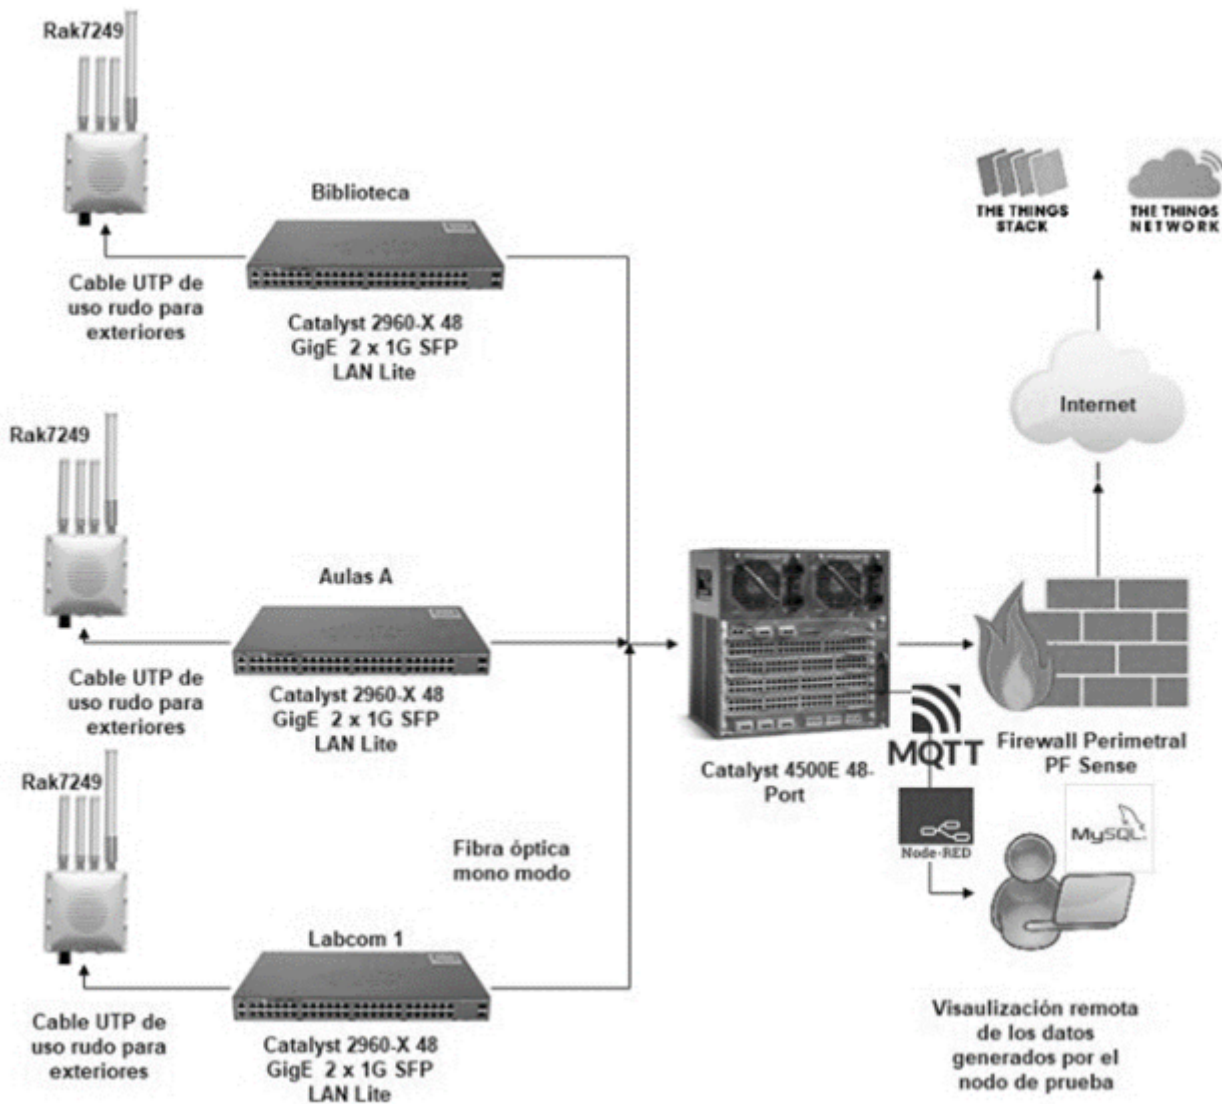 Rak7249
Biblioteca
Cable UTP de
uso rudo para
exteriores
Catalyst 2960-X 48
GigE 2 x 1G SFP
LAN Lite
THE THINGS
STACK
THE THINGS
NETWORK
Internet
Rak7249
Aulas A
Cable UTP de
uso rudo para
exteriores
Catalyst 2960-X 48
GigE 2 x 1G SFP
LAN Lite
Catalyst 4500E 48-
Port
MQTT
Firewall Perimetral
PF Sense
Node-RED
MySQL
Rak7249
Fibra óptica
mono modo
Labcom 1
Cable UTP de
uso rudo para
exteriores
Catalyst 2960-X 48
GigE 2 x 1G SFP
LAN Lite
Visaulización remota
de los datos
generados por el
nodo de prueba